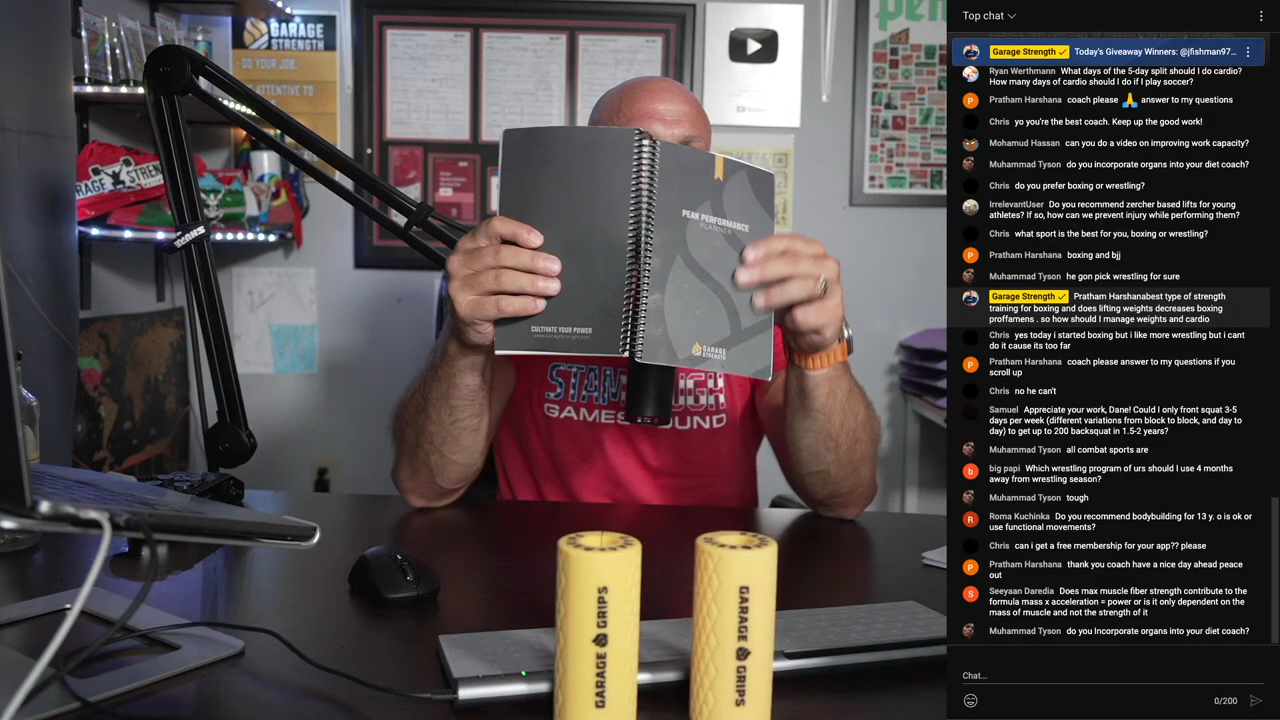 Top chat
Garage Strength Today's Giveaway Winners: @jfishman97...
Ryan Werthmann What days of the 5-day split should I do cardio?
How many days of cardio should I do if I play soccer?
P
Pratham Harshana coach please 🙏 answer to my questions
Chris yo you're the best coach. Keep up the good work!
Mohamud Hassan can you do a video on improving work capacity?
Muhammad Tyson do you incorporate organs into your diet coach?
Chris do you prefer boxing or wrestling?
IrrelevantUser Do you recommend zercher based lifts for young
athletes? If so, how can we prevent injury while performing them?
Chris what sport is the best for you, boxing or wrestling?
P
Pratham Harshana boxing and bjj
Muhammad Tyson he gon pick wrestling for sure
Garage Strength Pratham Harshanabest type of strength
training for boxing and does lifting weights decreases boxing
proffamens . so how should I manage weights and cardio
Chris yes today i started boxing but i like more wrestling but i cant
do it cause its too far
P
Pratham Harshana coach please answer to my questions if you
scroll up
Chris no he can't
Samuel Appreciate your work, Dane! Could I only front squat 3-5
days per week (different variations from block to block, and day to
day) to get up to 200 backsquat in 1.5-2 years?
Muhammad Tyson all combat sports are
b
big papi Which wrestling program of urs should I use 4 months
away from wrestling season?
Muhammad Tyson tough
R
Roma Kuchinka Do you recommend bodybuilding for 13 y. o is ok or
use functional movements?
Chris can i get a free membership for your app?? please
P
Pratham Harshana thank you coach have a nice day ahead peace
out
S
Seeyaan Daredia Does max muscle fiber strength contribute to the
formula mass x acceleration = power or is it only dependent on the
mass of muscle and not the strength of it
Muhammad Tyson do you Incorporate organs into your diet coach?
Chat...
0/200
GARAGE
STRENGTH
- DO YOUR JOB.
ATTENTIVE TO
YouTube
GARAGE STRENGTH
PEAK PERFORMANCE
PLANNER
CULTIVATE YOUR POWER
www.GarageStrength.com
GARAGE
STRENGTH
GAMES
OUND
GARAGE GRIPS
GARAGE GRIPS